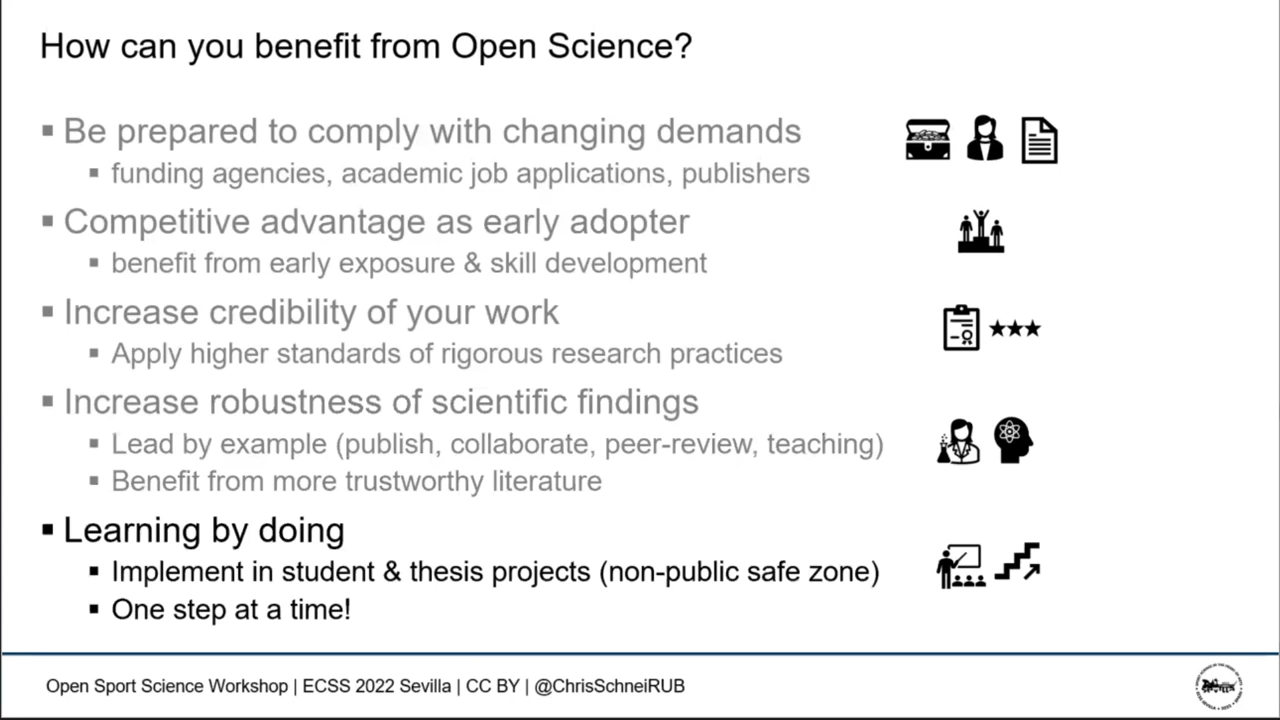 How can you benefit from Open Science?
▪ Be prepared to comply with changing demands
▪ funding agencies, academic job applications, publishers
▪ Competitive advantage as early adopter
▪ benefit from early exposure & skill development
▪ Increase credibility of your work
▪ Apply higher standards of rigorous research practices
▪ Increase robustness of scientific findings
▪ Lead by example (publish, collaborate, peer-review, teaching)
▪ Benefit from more trustworthy literature
▪ Learning by doing
▪ Implement in student & thesis projects (non-public safe zone)
▪ One step at a time!
Open Sport Science Workshop | ECSS 2022 Sevilla | CC BY | @ChrisSchneiRUB